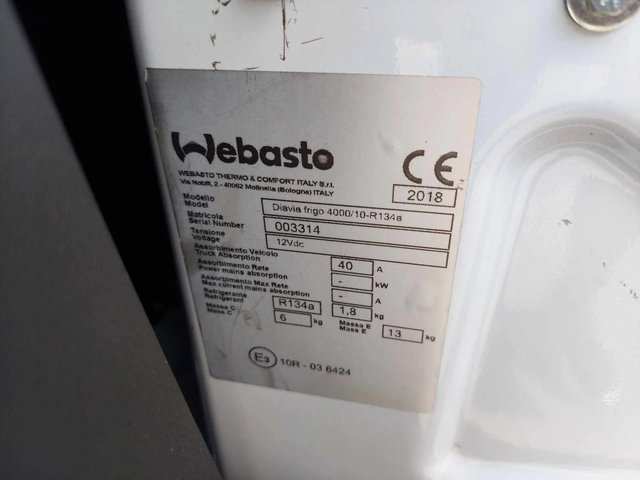 Webasto
CE
WEBASTO THERMO & COMFORT ITALY S.r.l.
Via Nobili, 2 - 40062 Molinella (Bologna) ITALY
2018
Modello
Model
Diavia frigo 4000/10-R134a
Matricola
Serial Number
003314
Tensione
Voltage
12Vdc
Assorbimento Veicolo
Truck Absorption
40 A
Assorbimento Rete
Power mains absorption
- kW
Assorbimento Max Rete
Max current mains absorption
- A
Refrigerante
Refrigerant
R134a 1,8 kg
Massa C
Mass C
6 kg
Massa E
Mass E
13 kg
E3 10R - 03 6424